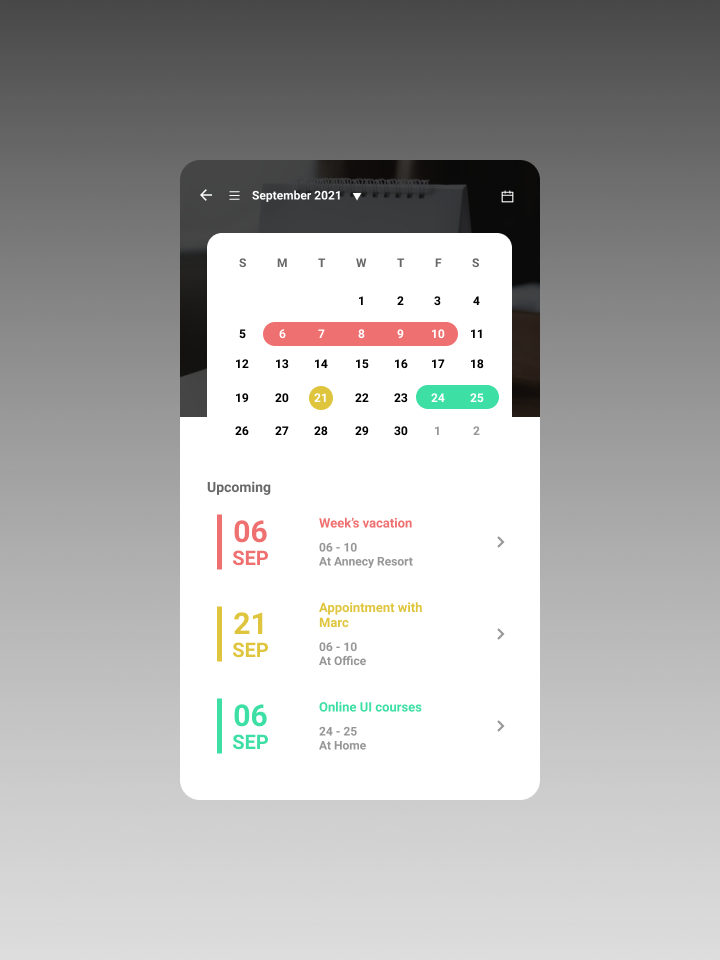 September 2021
S M T W T F S
1 2 3 4
5 6 7 8 9 10 11
12 13 14 15 16 17 18
19 20 21 22 23 24 25
26 27 28 29 30 1 2
Upcoming
06
SEP
Week's vacation
06 - 10
At Annecy Resort
21
SEP
Appointment with
Marc
06 - 10
At Office
06
SEP
Online UI courses
24 - 25
At Home